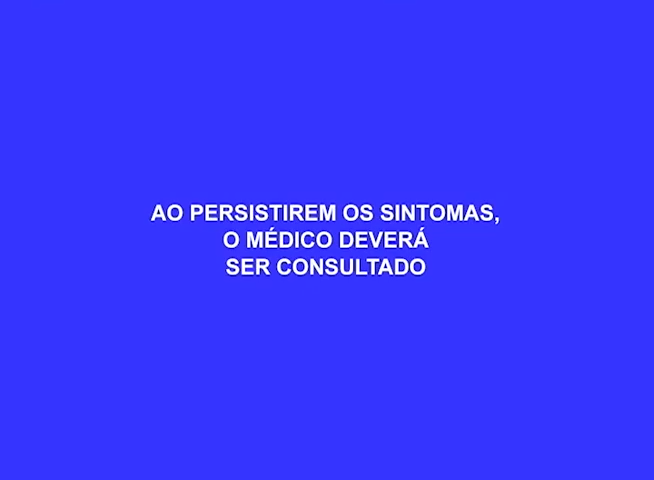 AO PERSISTIREM OS SINTOMAS,
O MÉDICO DEVERÁ
SER CONSULTADO